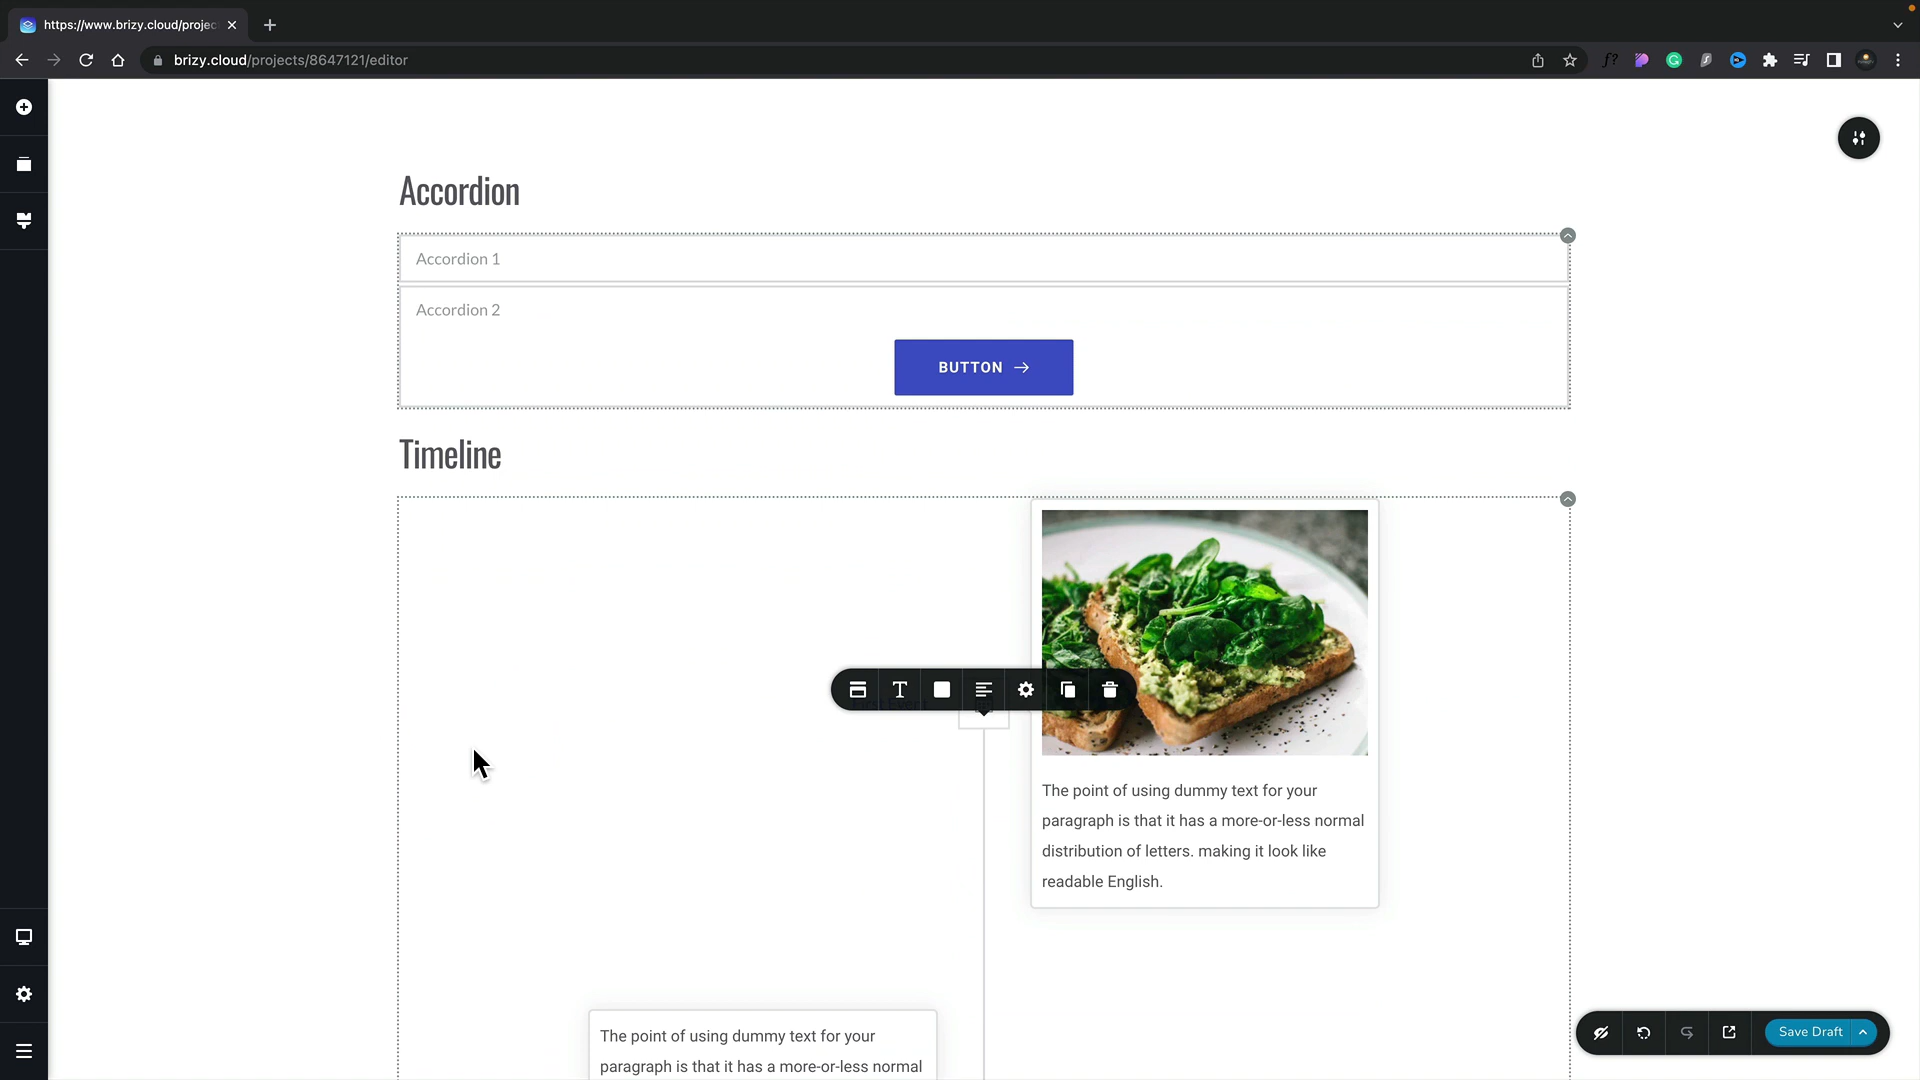 https://www.brizy.cloud/projec
brizy.cloud/projects/8647121/editor
Accordion
Accordion 1
Accordion 2
BUTTON
Timeline
The point of using dummy text for your
paragraph is that it has a more-or-less normal
distribution of letters. making it look like
readable English.
The point of using dummy text for your
paragraph is that it has a more-or-less normal
Save Draft